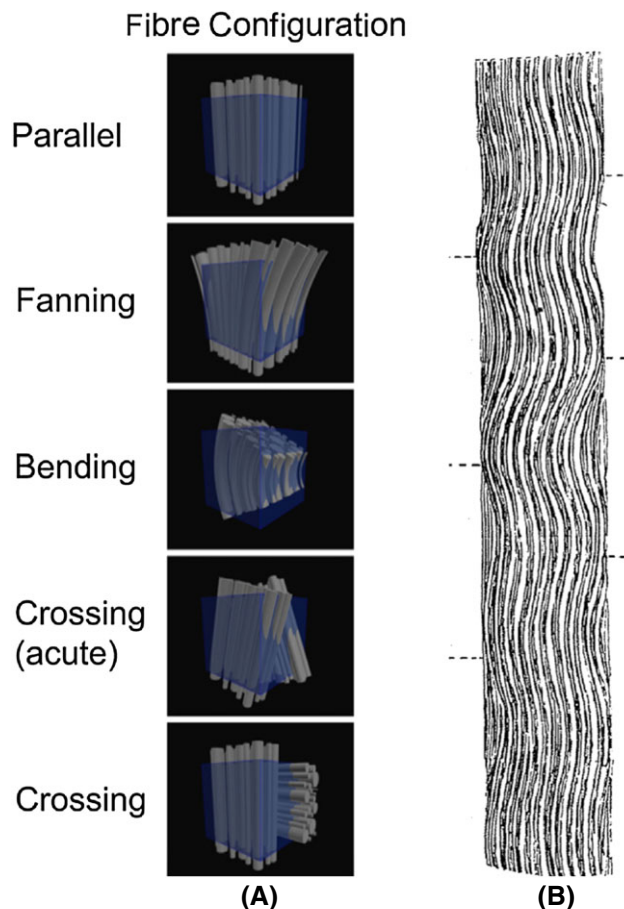 Fibre Configuration
Parallel
Fanning
Bending
Crossing
(acute)
Crossing
(A)
(B)